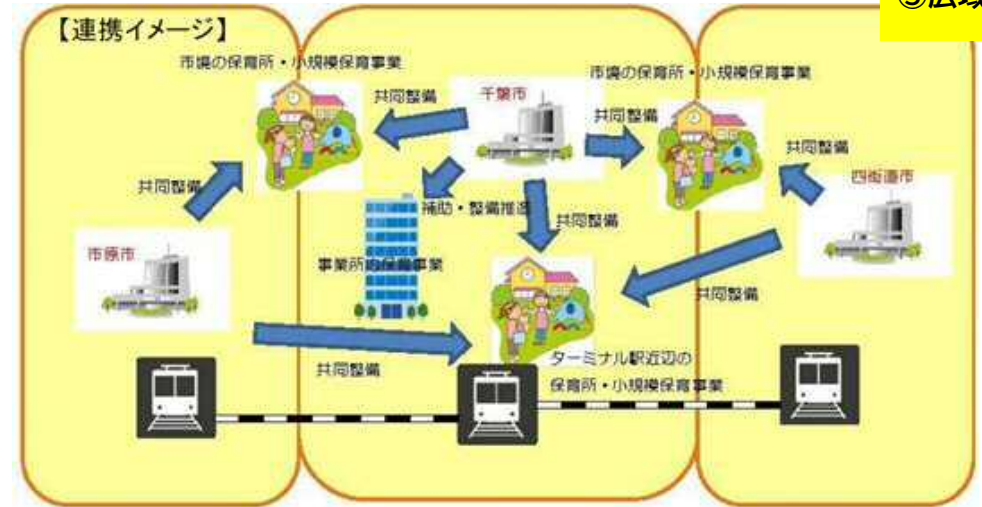 ⑤広域
【連携イメージ】
市境の保育所・小規模保育事業
市境の保育所・小規模保育事業
共同整備
千葉市
共同整備
共同整備
四街道市
共同整備
補助・整備推進
共同整備
市原市
事業所内保育事業
共同整備
共同整備
ターミナル駅近辺の
保育所・小規模保育事業